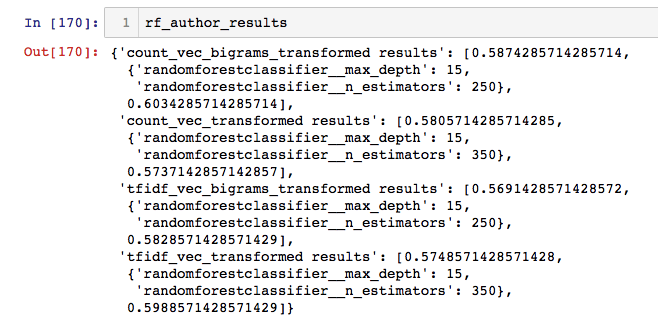 In [170]: 1 rf_author_results
Out[170]: {'count_vec_bigrams_transformed results': [0.5874285714285714,
{'randomforestclassifier__max_depth': 15,
'randomforestclassifier__n_estimators': 250},
0.6034285714285714],
'count_vec_transformed results': [0.5805714285714285,
{'randomforestclassifier__max_depth': 15,
'randomforestclassifier__n_estimators': 350},
0.5737142857142857],
'tfidf_vec_bigrams_transformed results': [0.5691428571428572,
{'randomforestclassifier__max_depth': 15,
'randomforestclassifier__n_estimators': 250},
0.5828571428571429],
'tfidf_vec_transformed results': [0.5748571428571428,
{'randomforestclassifier__max_depth': 15,
'randomforestclassifier__n_estimators': 350},
0.5988571428571429]}